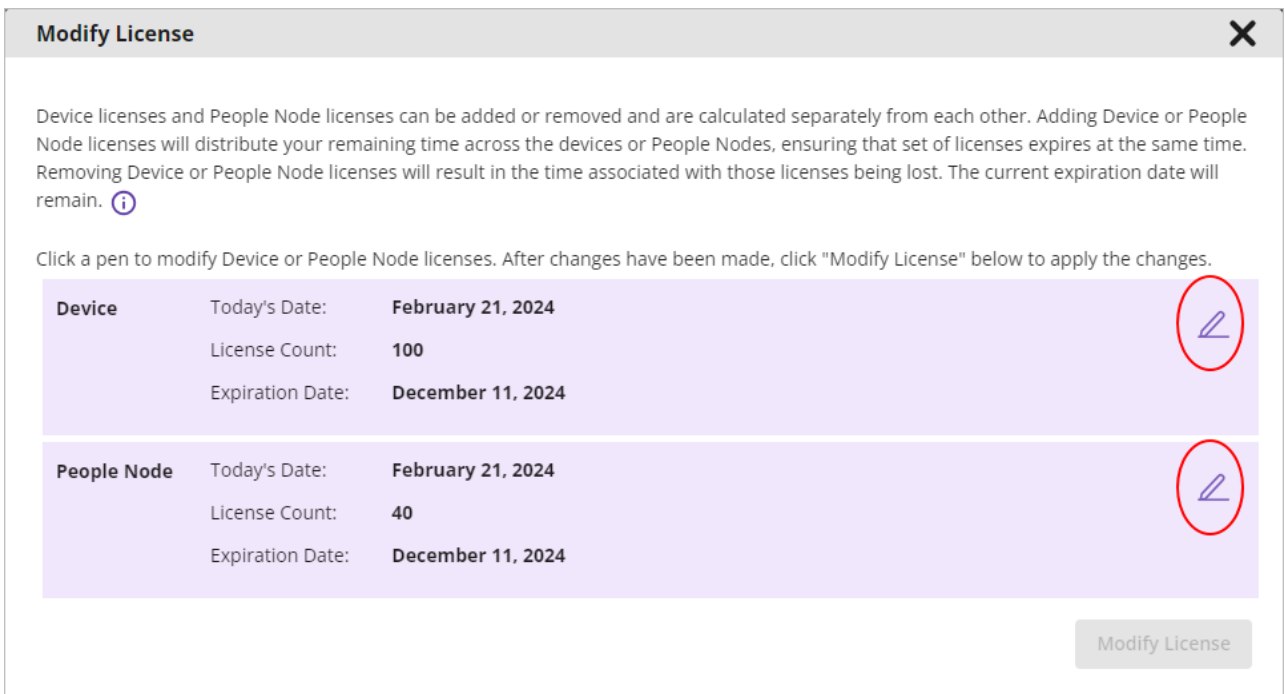 Modify License
Device licenses and People Node licenses can be added or removed and are calculated separately from each other. Adding Device or People
Node licenses will distribute your remaining time across the devices or People Nodes, ensuring that set of licenses expires at the same time.
Removing Device or People Node licenses will result in the time associated with those licenses being lost. The current expiration date will
remain.
Click a pen to modify Device or People Node licenses. After changes have been made, click "Modify License" below to apply the changes.
Device Today's Date: February 21, 2024
License Count: 100
Expiration Date: December 11, 2024
People Node Today's Date: February 21, 2024
License Count: 40
Expiration Date: December 11, 2024
Modify License